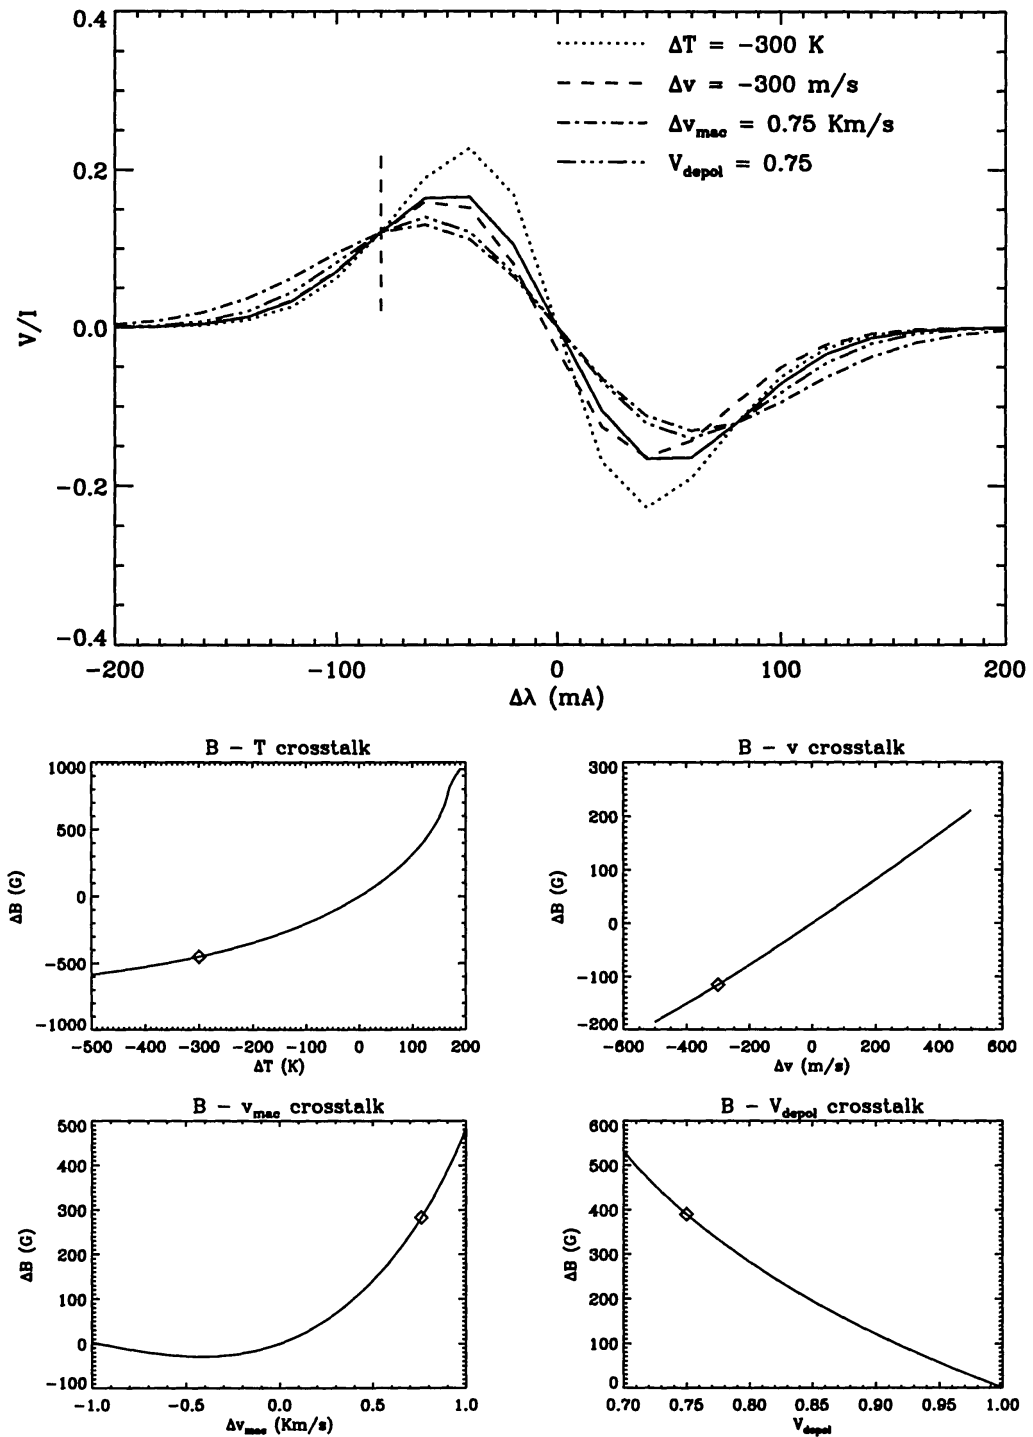 0.4
0.2
0.0
-0.2
-0.4
V/I
ΔT = -300 K
Δv = -300 m/s
Δv_mac = 0.75 Km/s
V_depol = 0.75
-200 -100 0 100 200
Δλ (mA)
B - T crosstalk
1000
500
0
-500
-1000
ΔB (G)
-500 -400 -300 -200 -100 0 100 200
ΔT (K)
B - v crosstalk
300
200
100
0
-100
-200
ΔB (G)
-600 -400 -200 0 200 400 600
Δv (m/s)
B - v_mac crosstalk
500
400
300
200
100
0
-100
ΔB (G)
-1.0 -0.5 0.0 0.5 1.0
Δv_mac (Km/s)
B - V_depol crosstalk
600
500
400
300
200
100
0
ΔB (G)
0.70 0.75 0.80 0.85 0.90 0.95 1.00
V_depol